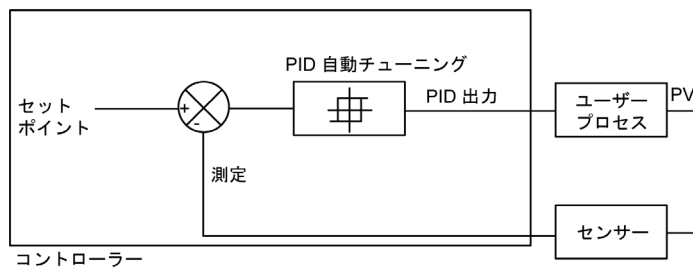 PID 自動チューニング
セット
ポイント
+
-
PID 出力
ユーザー
プロセス
PV
測定
センサー
コントローラー